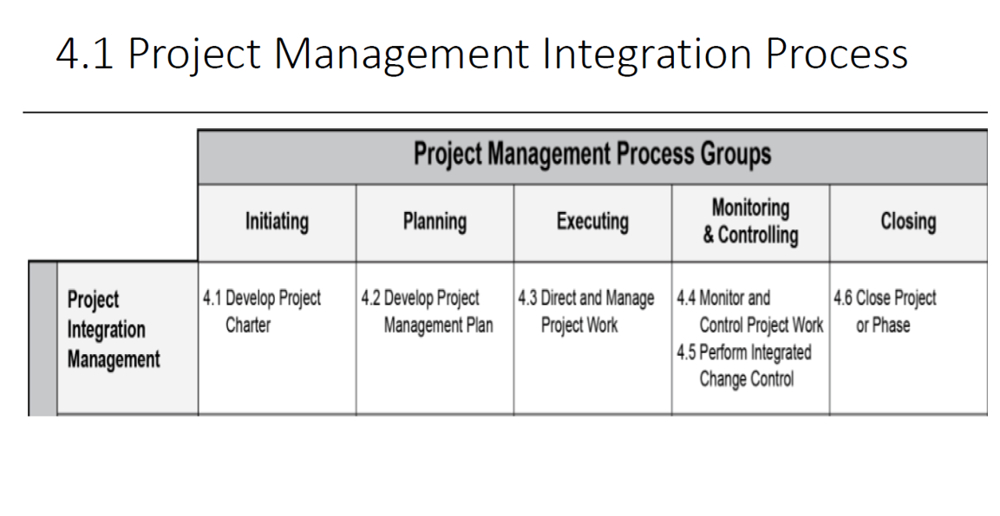 4.1 Project Management Integration Process
Project Management Process Groups
Initiating
Planning
Executing
Monitoring
& Controlling
Closing
Project
Integration
Management
4.1 Develop Project
Charter
4.2 Develop Project
Management Plan
4.3 Direct and Manage
Project Work
4.4 Monitor and
Control Project Work
4.5 Perform Integrated
Change Control
4.6 Close Project
or Phase